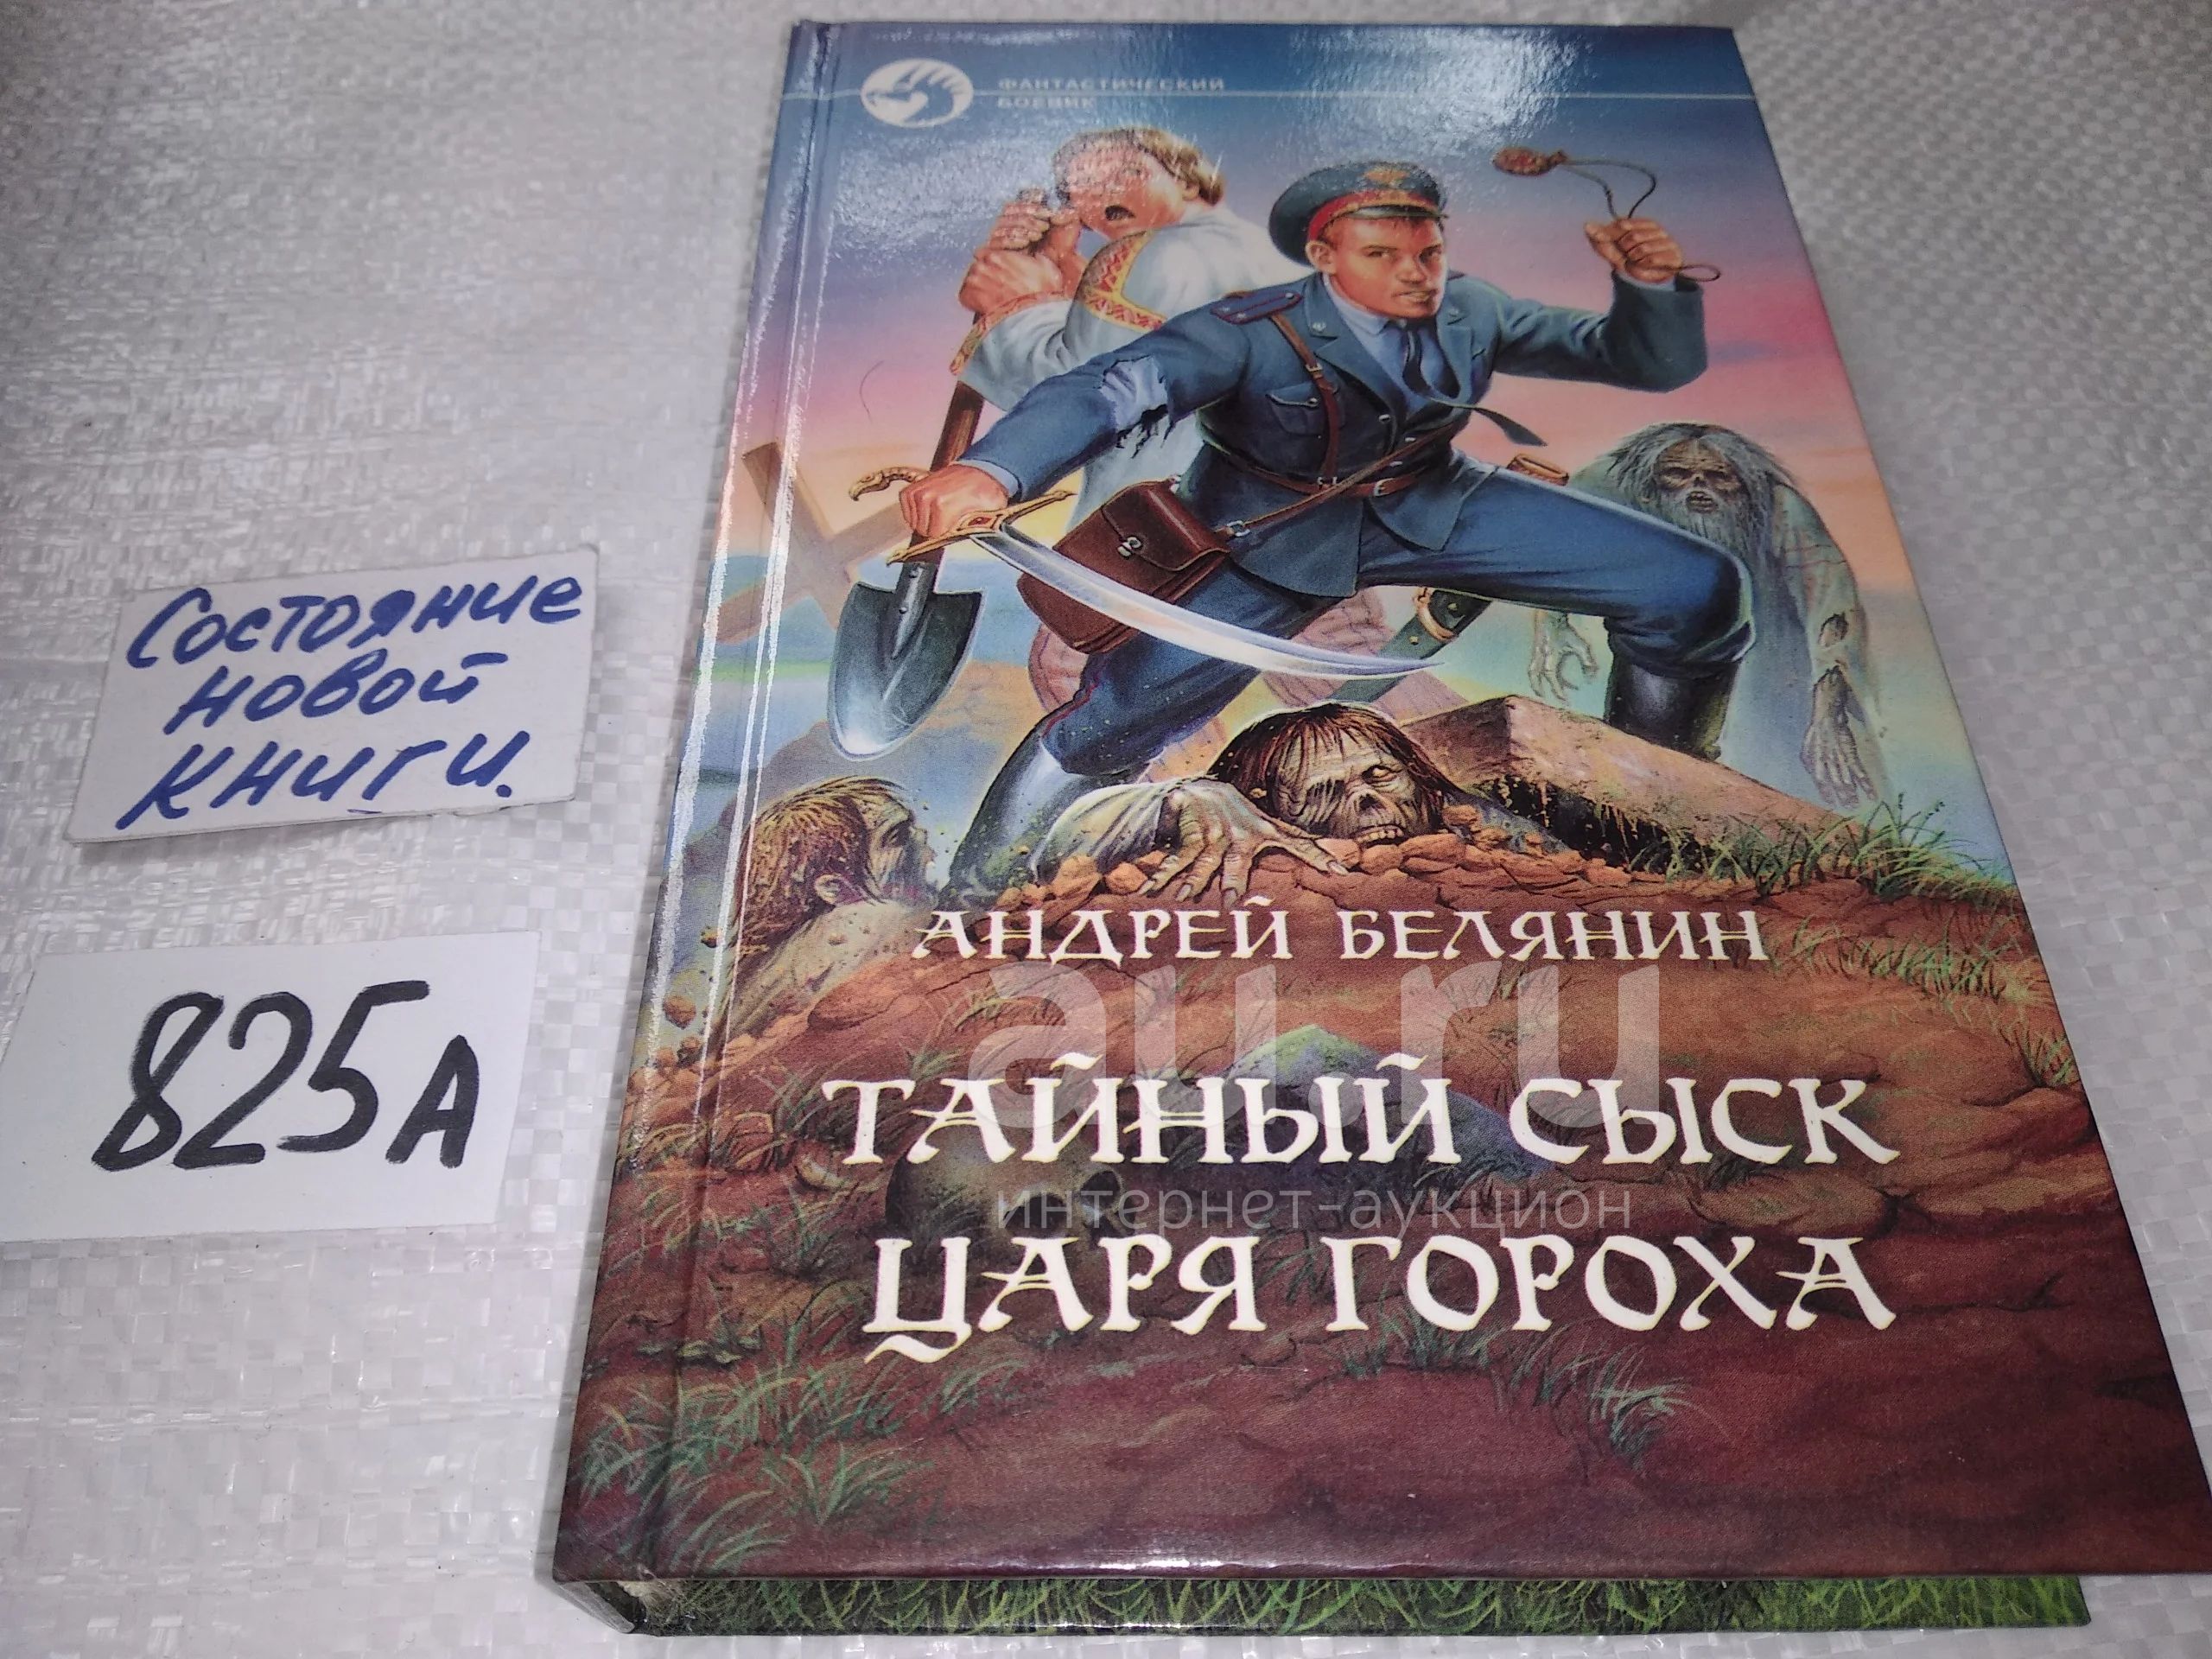 ФАНТАСТИЧЕСКИЙ
БОЕВИК
Состояние
новой
книги.
825А
АНДРЕЙ БЕЛЯНИН
au.ru
ТАЙНЫЙ СЫСК
интернет-аукцион
ЦАРЯ ГОРОХА